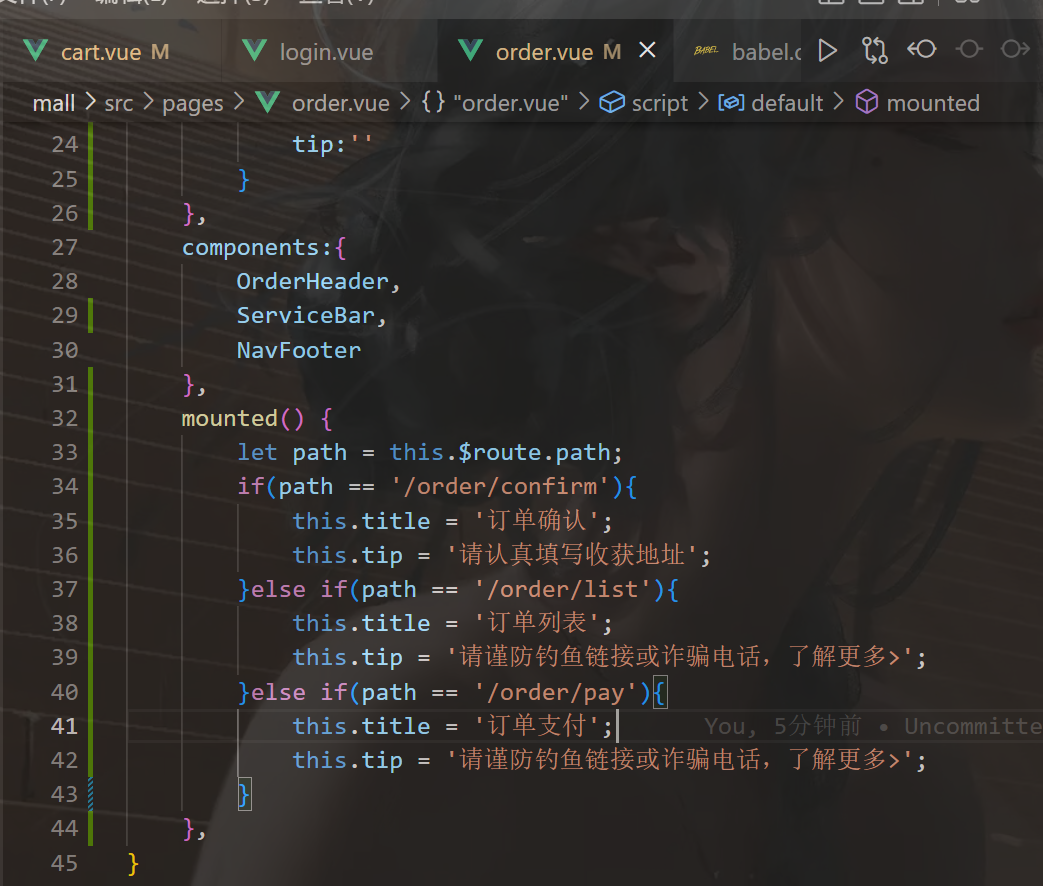 cart.vue M login.vue order.vue M × BABEL babel.c
mall > src > pages > order.vue > {} "order.vue" > script > default > mounted
24 tip:''
25 }
26 },
27 components:{
28 OrderHeader,
29 ServiceBar,
30 NavFooter
31 },
32 mounted() {
33 let path = this.$route.path;
34 if(path == '/order/confirm'){
35 this.title = '订单确认';
36 this.tip = '请认真填写收获地址';
37 }else if(path == '/order/list'){
38 this.title = '订单列表';
39 this.tip = '请谨防钓鱼链接或诈骗电话，了解更多>';
40 }else if(path == '/order/pay'){
41 this.title = '订单支付'; You, 5分钟前 • Uncommitte
42 this.tip = '请谨防钓鱼链接或诈骗电话，了解更多>';
43 }
44 },
45 }